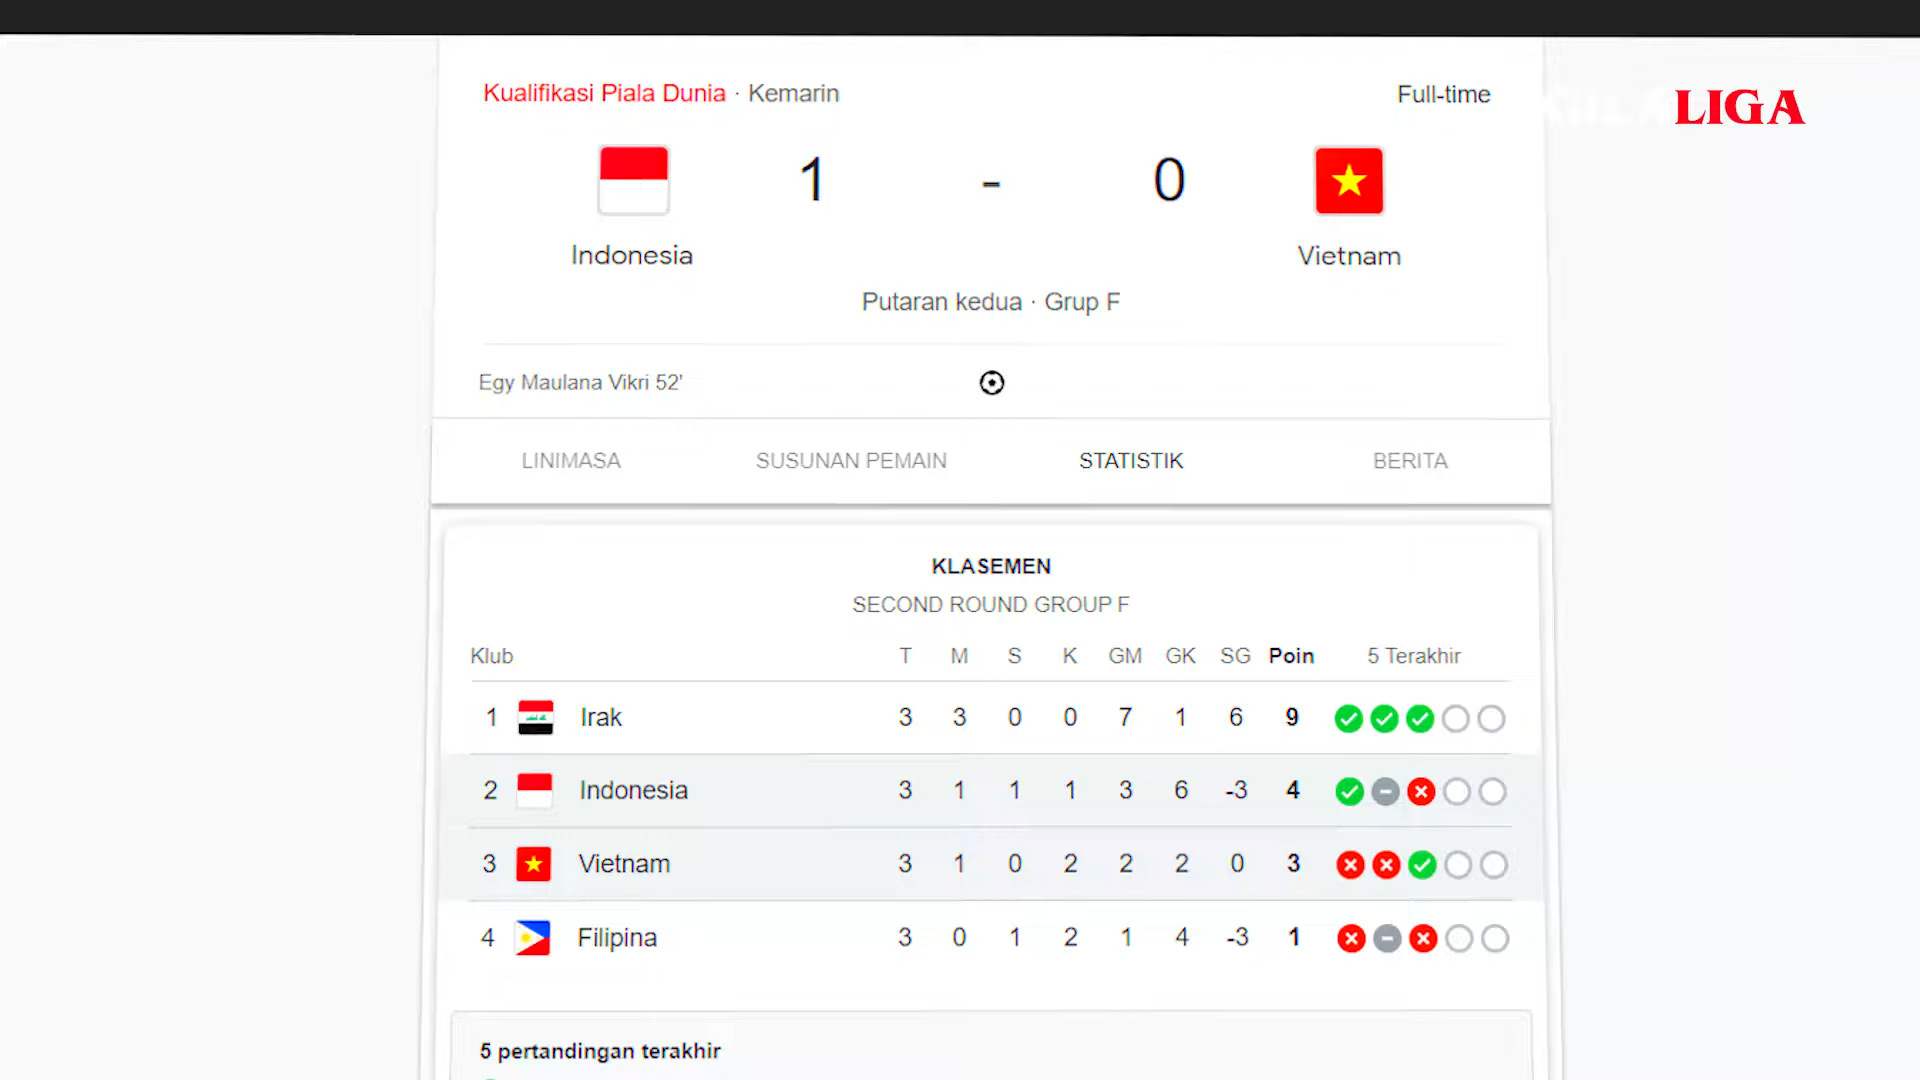 Kualifikasi Piala Dunia · Kemarin Full-time
LIGA
1 - 0
Indonesia Vietnam
Putaran kedua · Grup F
Egy Maulana Vikri 52'
LINIMASA SUSUNAN PEMAIN STATISTIK BERITA
KLASEMEN
SECOND ROUND GROUP F
Klub T M S K GM GK SG Poin 5 Terakhir
1 Irak 3 3 0 0 7 1 6 9
2 Indonesia 3 1 1 1 3 6 -3 4
3 Vietnam 3 1 0 2 2 2 0 3
4 Filipina 3 0 1 2 1 4 -3 1
5 pertandingan terakhir